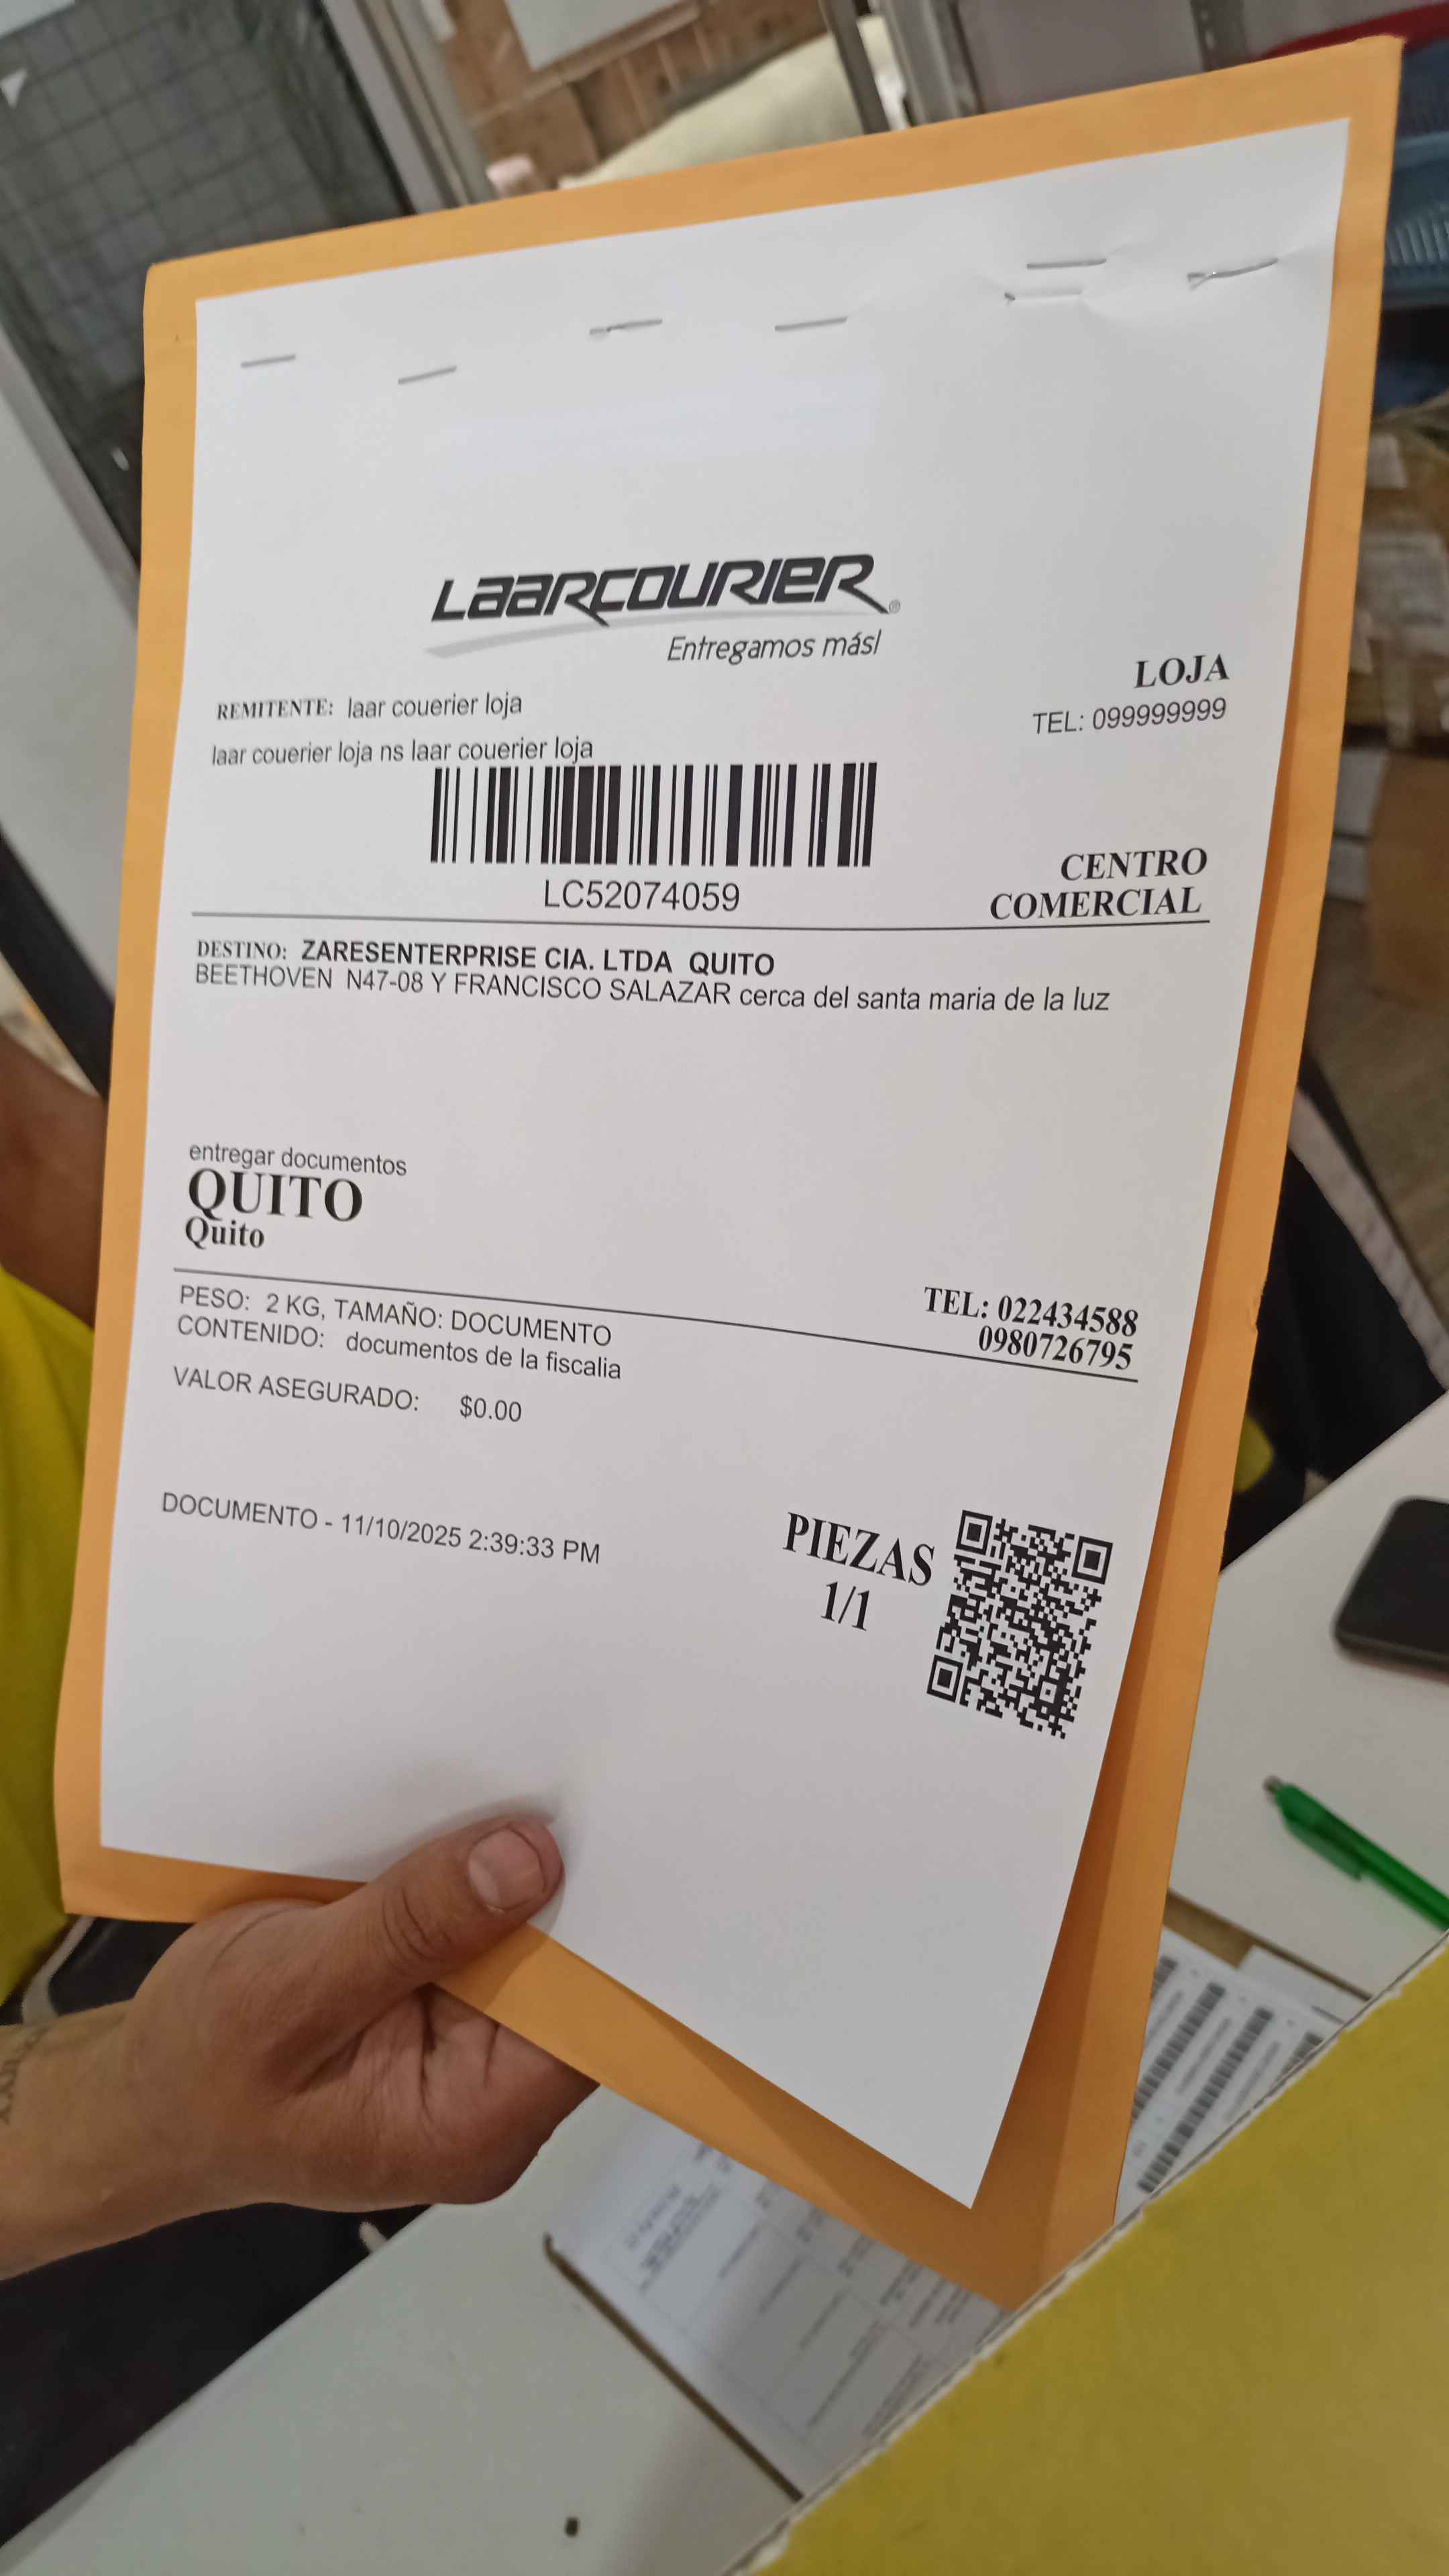 LAARCOURIER®
Entregamos más!
LOJA
REMITENTE: laar couerier loja
TEL: 099999999
laar couerier loja ns laar couerier loja
LC52074059
CENTRO
COMERCIAL
DESTINO: ZARESENTERPRISE CIA. LTDA QUITO
BEETHOVEN N47-08 Y FRANCISCO SALAZAR cerca del santa maria de la luz
entregar documentos
QUITO
Quito
TEL: 022434588
0980726795
PESO: 2 KG, TAMAÑO: DOCUMENTO
CONTENIDO: documentos de la fiscalia
VALOR ASEGURADO: $0.00
DOCUMENTO - 11/10/2025 2:39:33 PM
PIEZAS
1/1